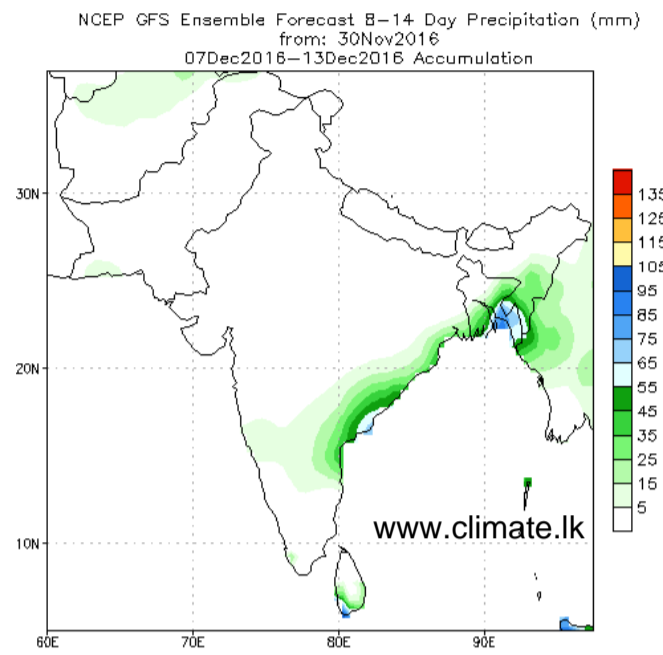 NCEP GFS Ensemble Forecast 8–14 Day Precipitation (mm)
from: 30Nov2016
07Dec2016–13Dec2016 Accumulation
30N
20N
10N
60E
70E
80E
90E
135
125
115
105
95
85
75
65
55
45
35
25
15
5
www.climate.lk